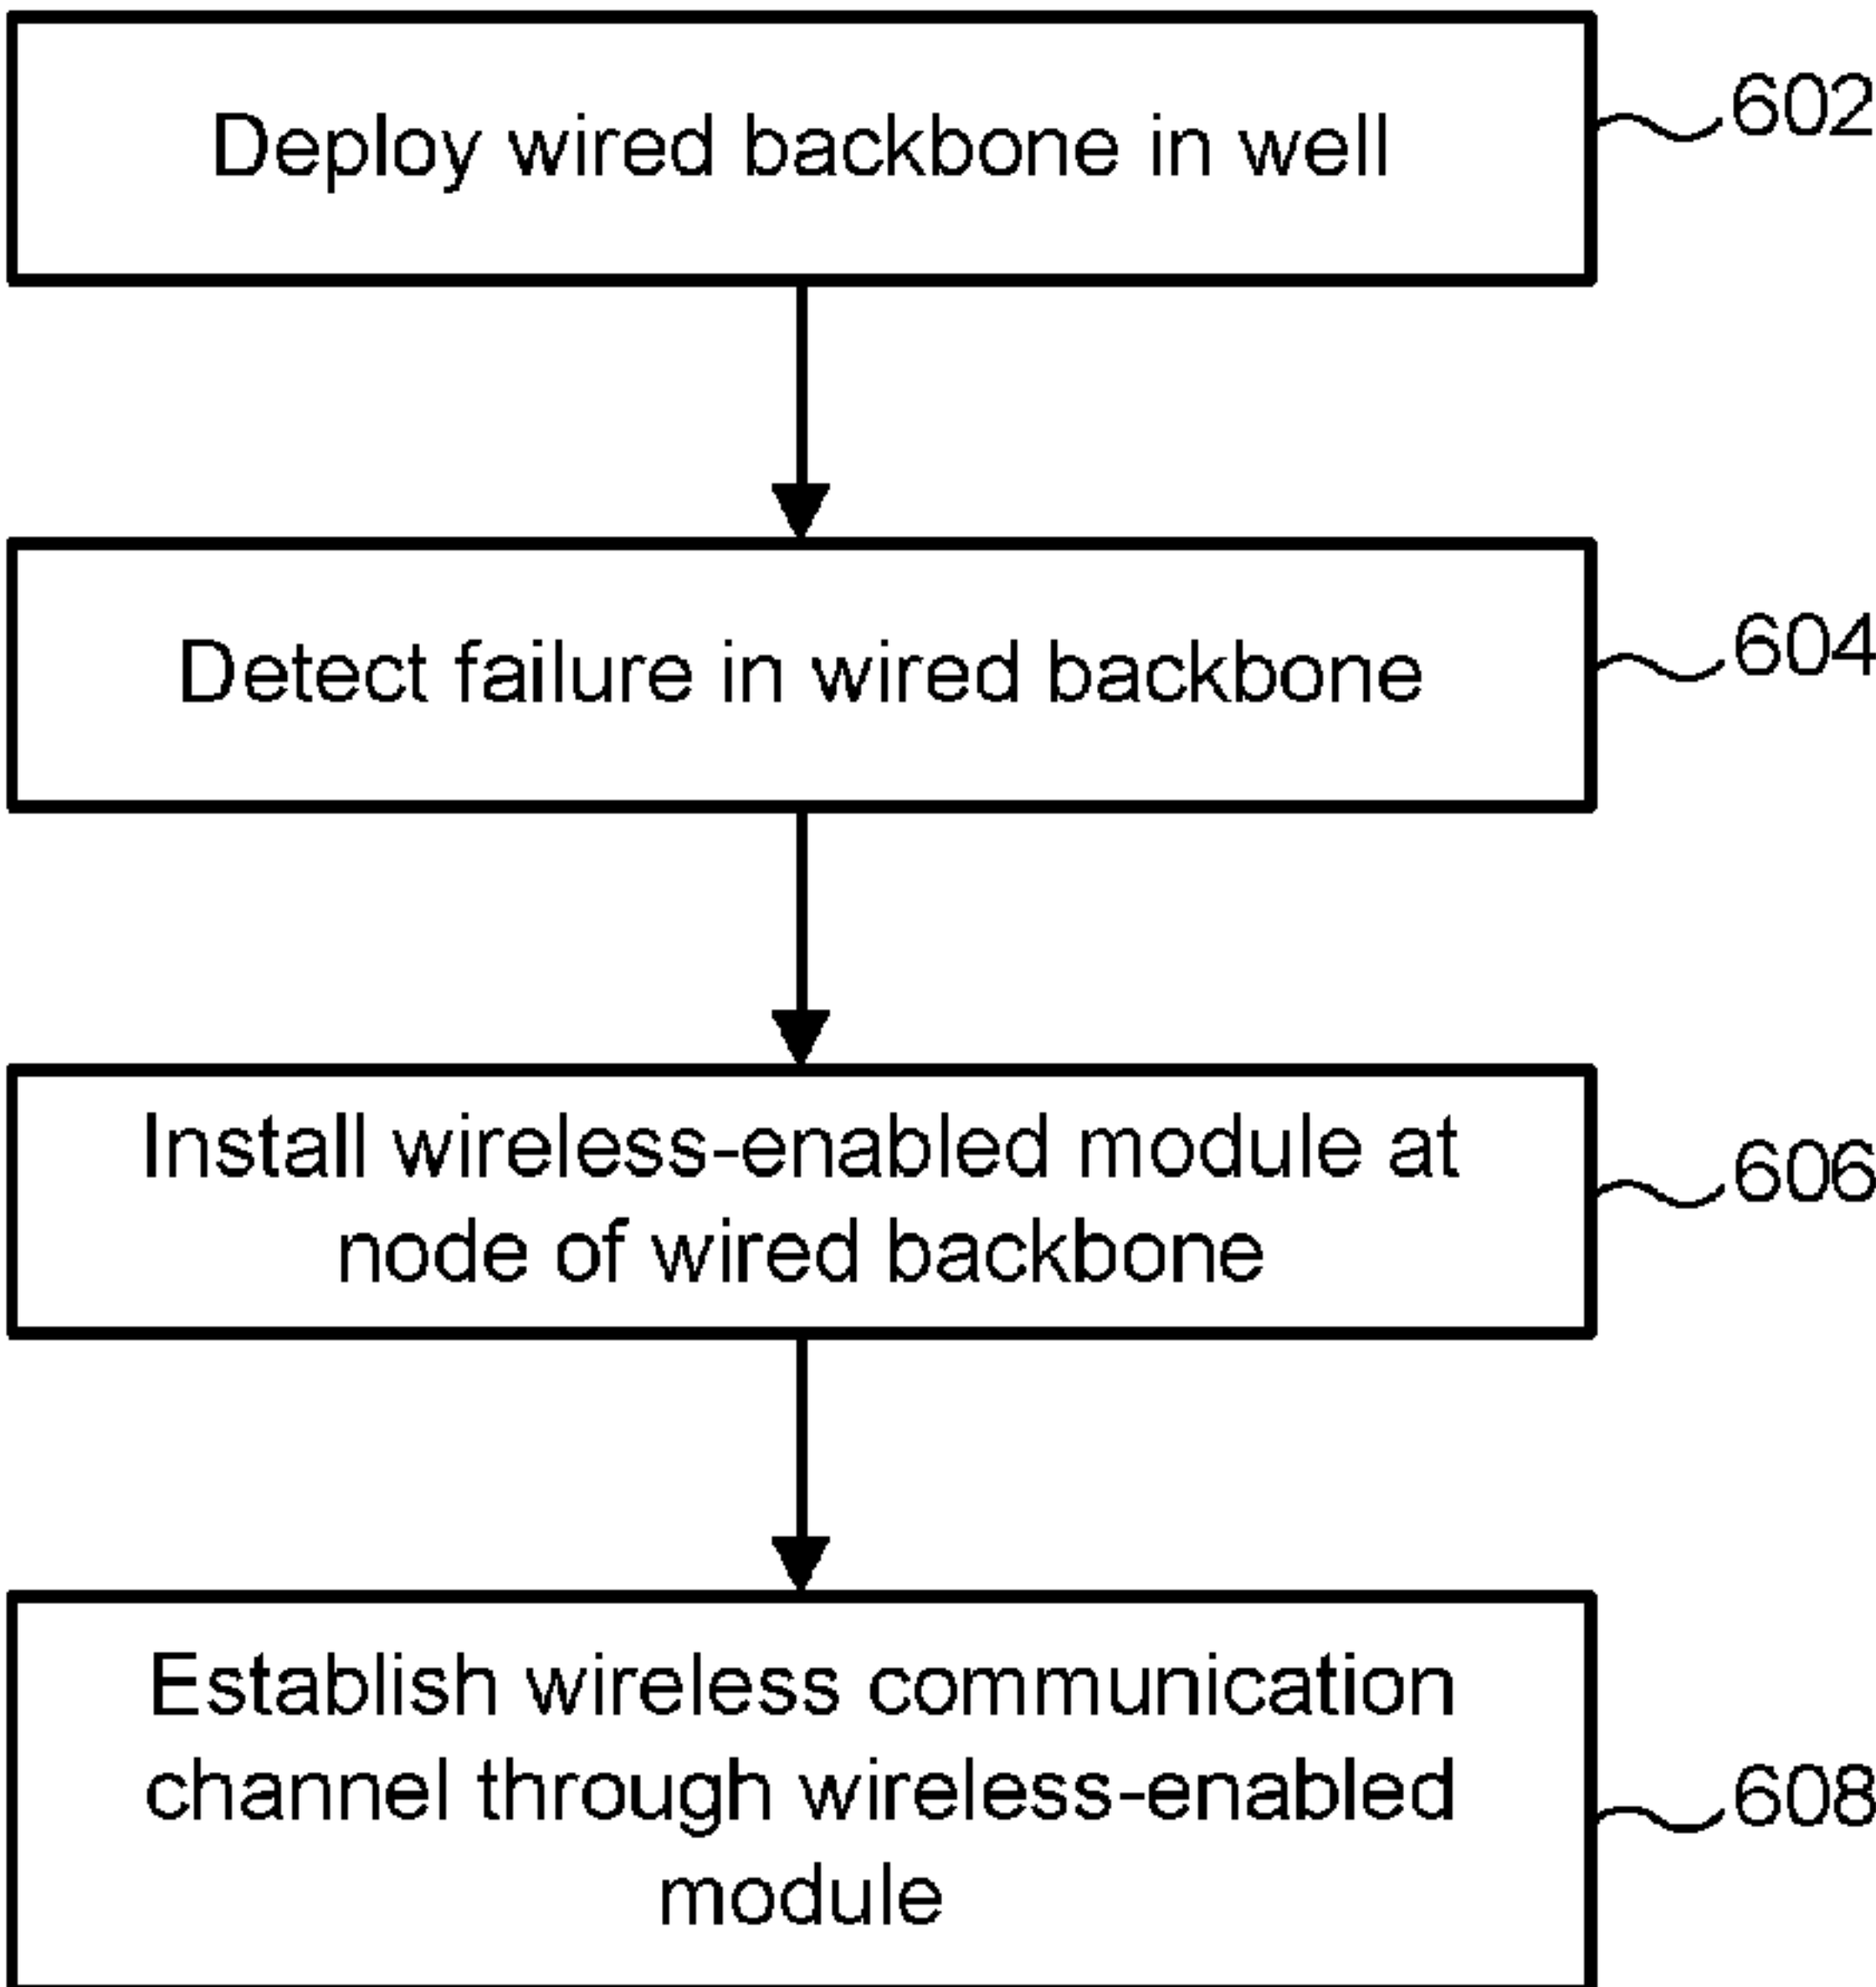 Deploy wired backbone in well
602
Detect failure in wired backbone
604
Install wireless-enabled module at
node of wired backbone
606
Establish wireless communication
channel through wireless-enabled
module
608